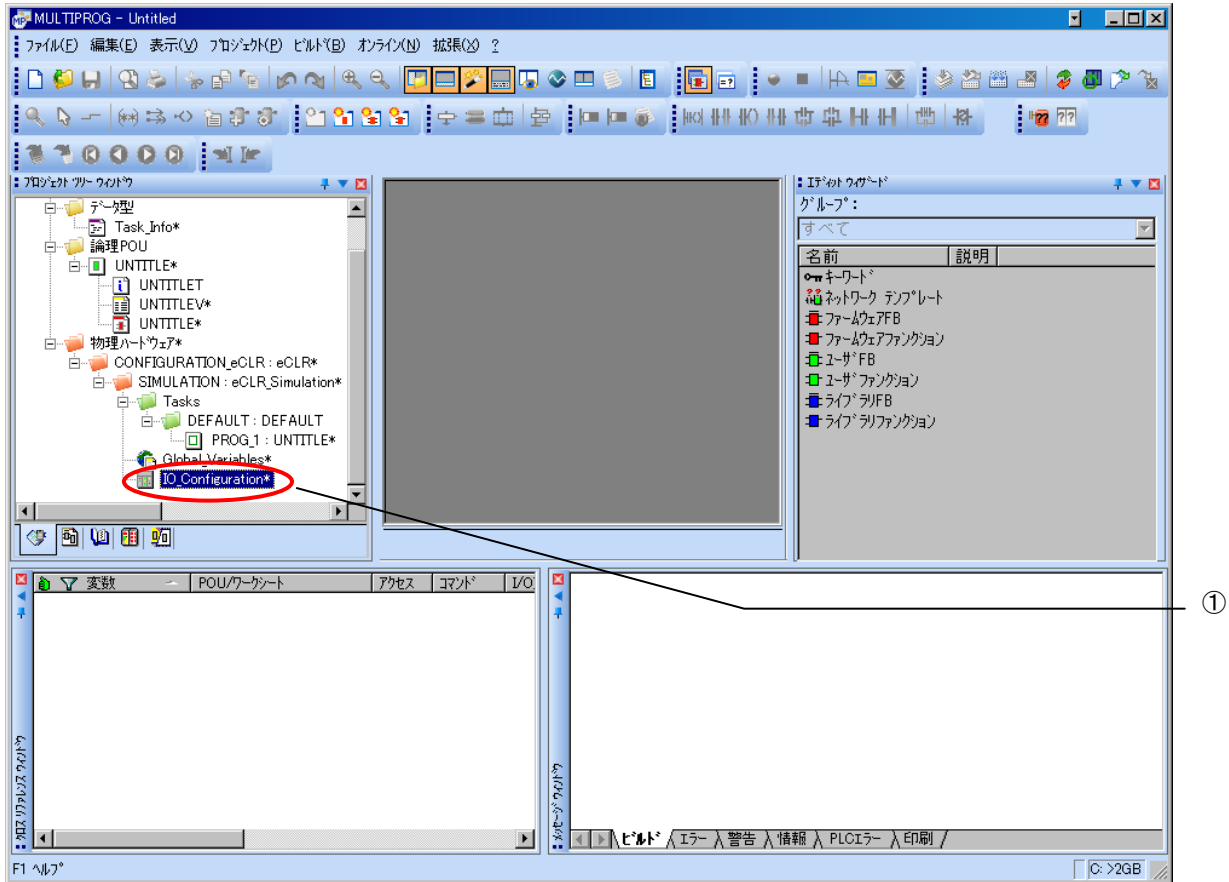 MULTIPROG - Untitled
ﾌｧｲﾙ(F) 編集(E) 表示(V) ﾌﾟﾛｼﾞｪｸﾄ(P) ﾋﾞﾙﾄﾞ(B) ｵﾝﾗｲﾝ(N) 拡張(X) ?
ﾌﾟﾛｼﾞｪｸﾄ ﾂﾘｰ ｳｨﾝﾄﾞｳ
ﾃﾞｰﾀ型
Task_Info*
論理POU
UNTITLE*
UNTITLET
UNTITLEV*
UNTITLE*
物理ﾊｰﾄﾞｳｪｱ*
CONFIGURATION_eCLR : eCLR*
SIMULATION : eCLR_Simulation*
Tasks
DEFAULT : DEFAULT
PROG_1 : UNTITLE*
Global_Variables*
IO_Configuration*
ｴﾃﾞｨｯﾄ ｳｨｻﾞｰﾄﾞ
ｸﾞﾙｰﾌﾟ:
すべて
名前 説明
ｷｰﾜｰﾄﾞ
ﾈｯﾄﾜｰｸ ﾃﾝﾌﾟﾚｰﾄ
ﾌｧｰﾑｳｪｱFB
ﾌｧｰﾑｳｪｱﾌｧﾝｸｼｮﾝ
ﾕｰｻﾞFB
ﾕｰｻﾞﾌｧﾝｸｼｮﾝ
ﾗｲﾌﾞﾗﾘFB
ﾗｲﾌﾞﾗﾘﾌｧﾝｸｼｮﾝ
①
変数 POU/ﾜｰｸｼｰﾄ ｱｸｾｽ ｺﾏﾝﾄﾞ I/O
ｸﾛｽ ﾘﾌｧﾚﾝｽ ｳｨﾝﾄﾞｳ
ﾒｯｾｰｼﾞ ｳｨﾝﾄﾞｳ
ﾋﾞﾙﾄﾞ ｴﾗｰ 警告 情報 PLCｴﾗｰ 印刷
F1 ﾍﾙﾌﾟ
C: >2GB